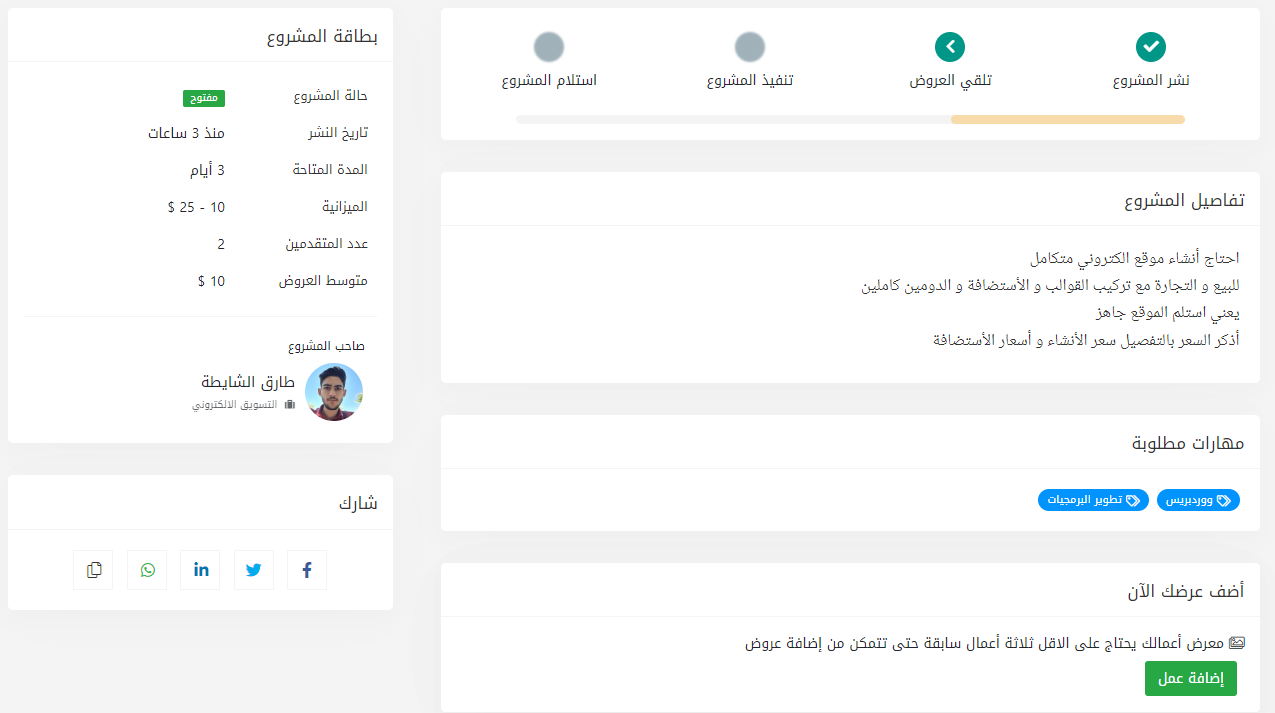 نشر المشروع
تلقي العروض
تنفيذ المشروع
استلام المشروع
تفاصيل المشروع
احتاج أنشاء موقع الكتروني متكامل
للبيع و التجارة مع تركيب القوالب و الأستضافة و الدومين كاملين
يعني استلم الموقع جاهز
أذكر السعر بالتفصيل سعر الأنشاء و أسعار الأستضافة
مهارات مطلوبة
ووردبريس
تطوير البرمجيات
أضف عرضك الآن
معرض أعمالك يحتاج على الاقل ثلاثة أعمال سابقة حتى تتمكن من إضافة عروض
إضافة عمل
بطاقة المشروع
حالة المشروع مفتوح
تاريخ النشر منذ 3 ساعات
المدة المتاحة 3 أيام
الميزانية 10 - 25 $
عدد المتقدمين 2
متوسط العروض 10 $
صاحب المشروع
طارق الشايطة
التسويق الالكتروني
شارك